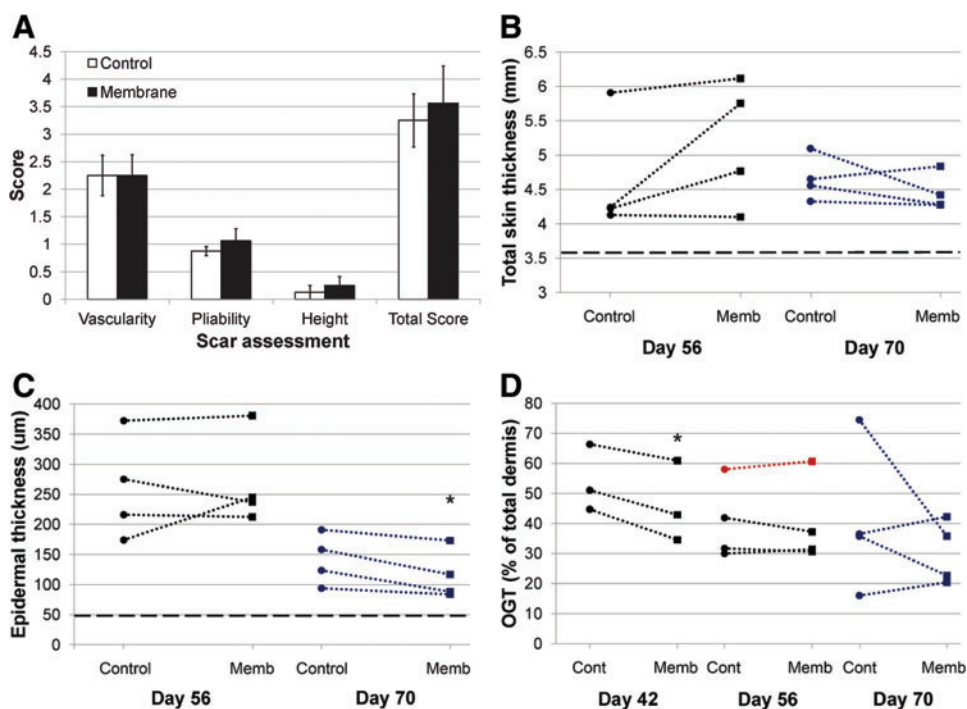 A
4.5
4
3.5
3
2.5
2
1.5
1
0.5
0
Score
Control
Membrane
Vascularity Pliability Height Total Score
Scar assessment
B
6.5
6
5.5
5
4.5
4
3.5
3
Total skin thickness (mm)
Control Memb Control Memb
Day 56 Day 70
C
400
350
300
250
200
150
100
50
0
Epidermal thickness (um)
*
Control Memb Control Memb
Day 56 Day 70
D
80
70
60
50
40
30
20
10
0
OGT (% of total dermis)
*
Cont Memb Cont Memb Cont Memb
Day 42 Day 56 Day 70